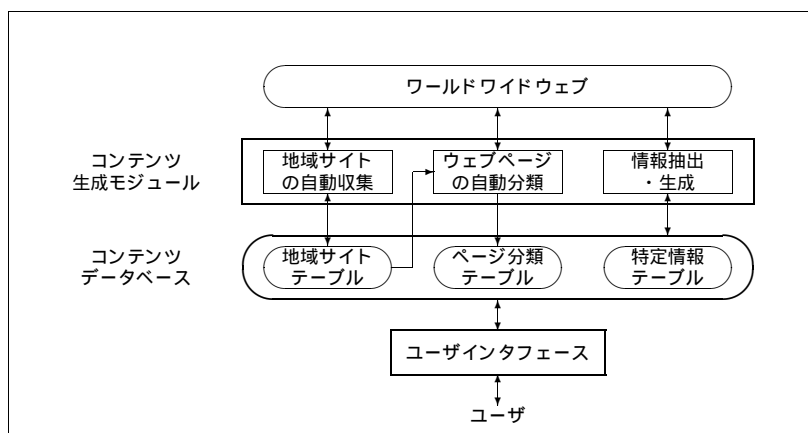 ワールドワイドウェブ
コンテンツ
生成モジュール
地域サイト
の自動収集
ウェブページ
の自動分類
情報抽出
・生成
コンテンツ
データベース
地域サイト
テーブル
ページ分類
テーブル
特定情報
テーブル
ユーザインタフェース
ユーザ